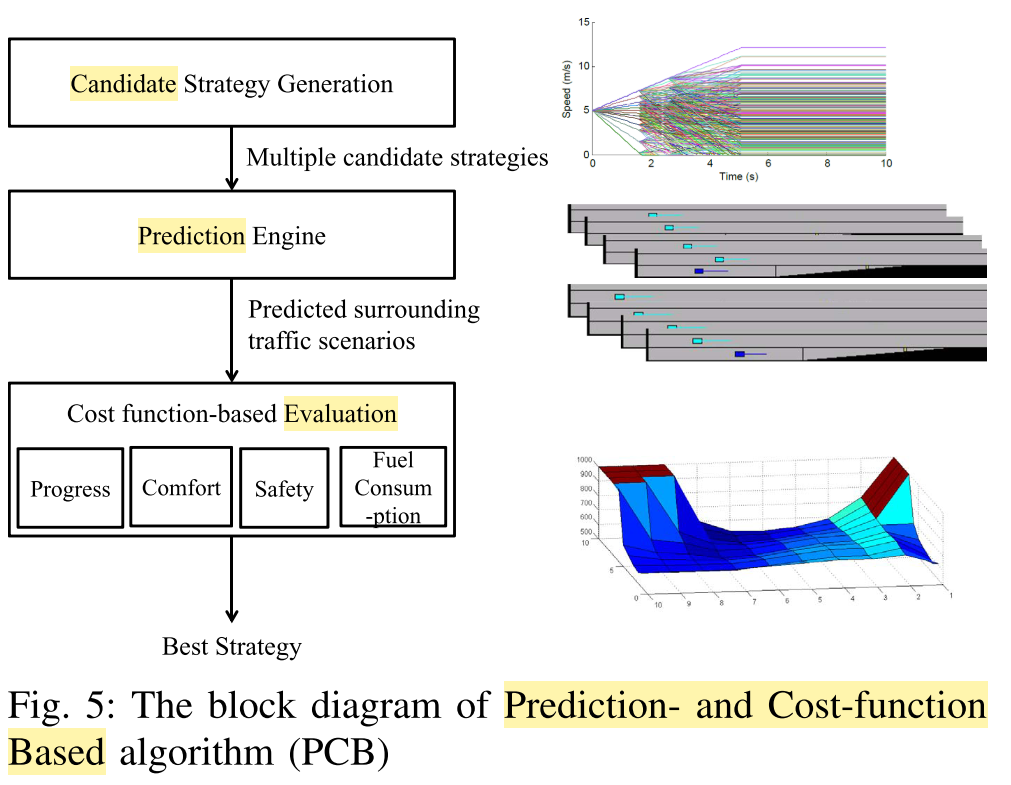 Candidate Strategy Generation
Multiple candidate strategies
Prediction Engine
Predicted surrounding
traffic scenarios
Cost function-based Evaluation
Progress
Comfort
Safety
Fuel
Consum
-ption
Best Strategy
15
10
5
0
Speed (m/s)
0 2 4 6 8 10
Time (s)
1000
900
800
700
600
500
10
5
0
10 9 8 7 6 5 4 3 2 1
Fig. 5: The block diagram of Prediction- and Cost-function
Based algorithm (PCB)